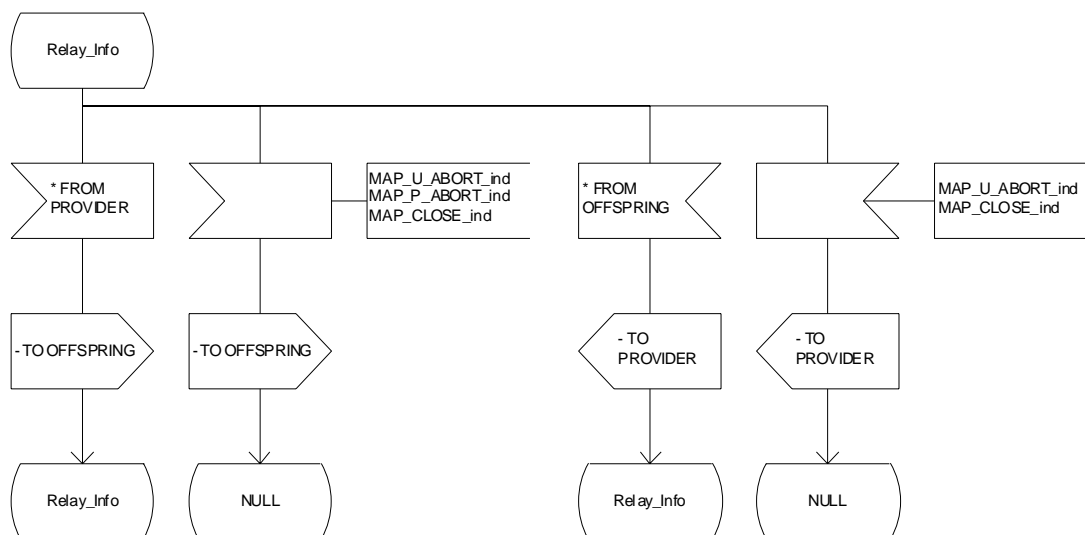 Relay_Info
* FROM
PROVIDER
MAP_U_ABORT_ind
MAP_P_ABORT_ind
MAP_CLOSE_ind
* FROM
OFFSPRING
MAP_U_ABORT_ind
MAP_CLOSE_ind
- TO OFFSPRING
- TO OFFSPRING
- TO
PROVIDER
- TO
PROVIDER
Relay_Info
NULL
Relay_Info
NULL